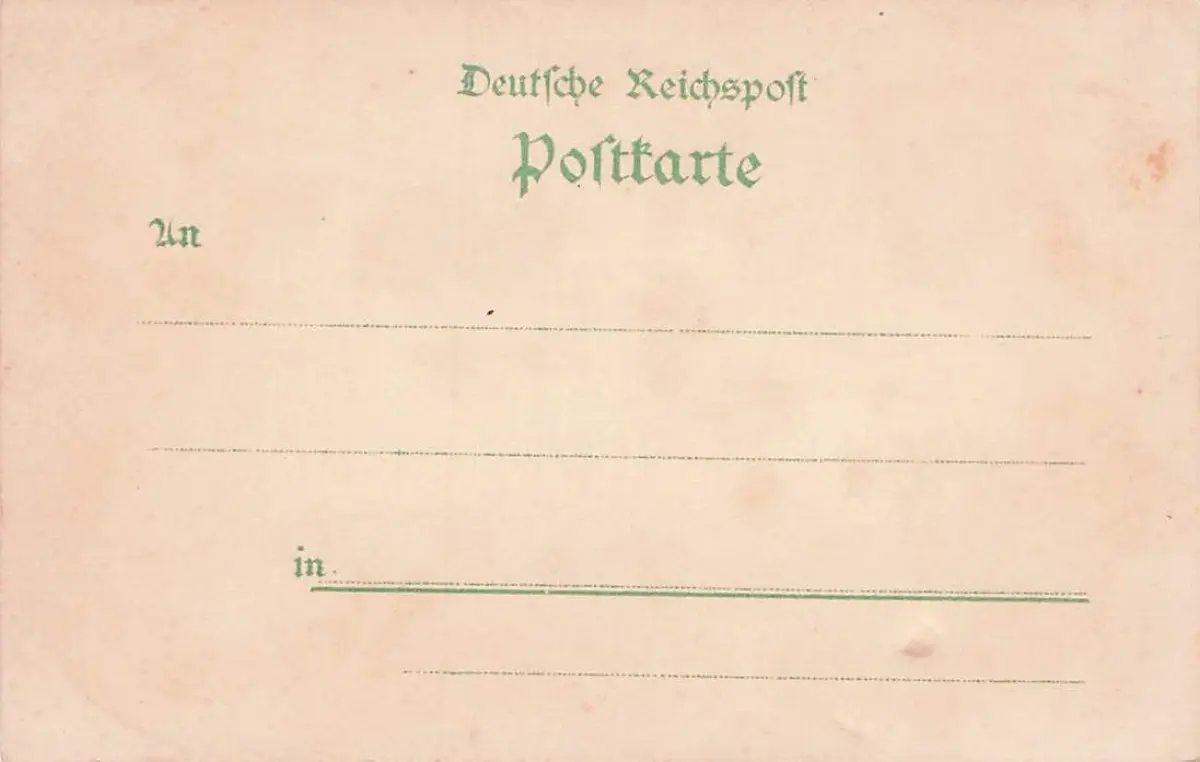 Deutſche Reichspoſt
Poſtkarte
An
in